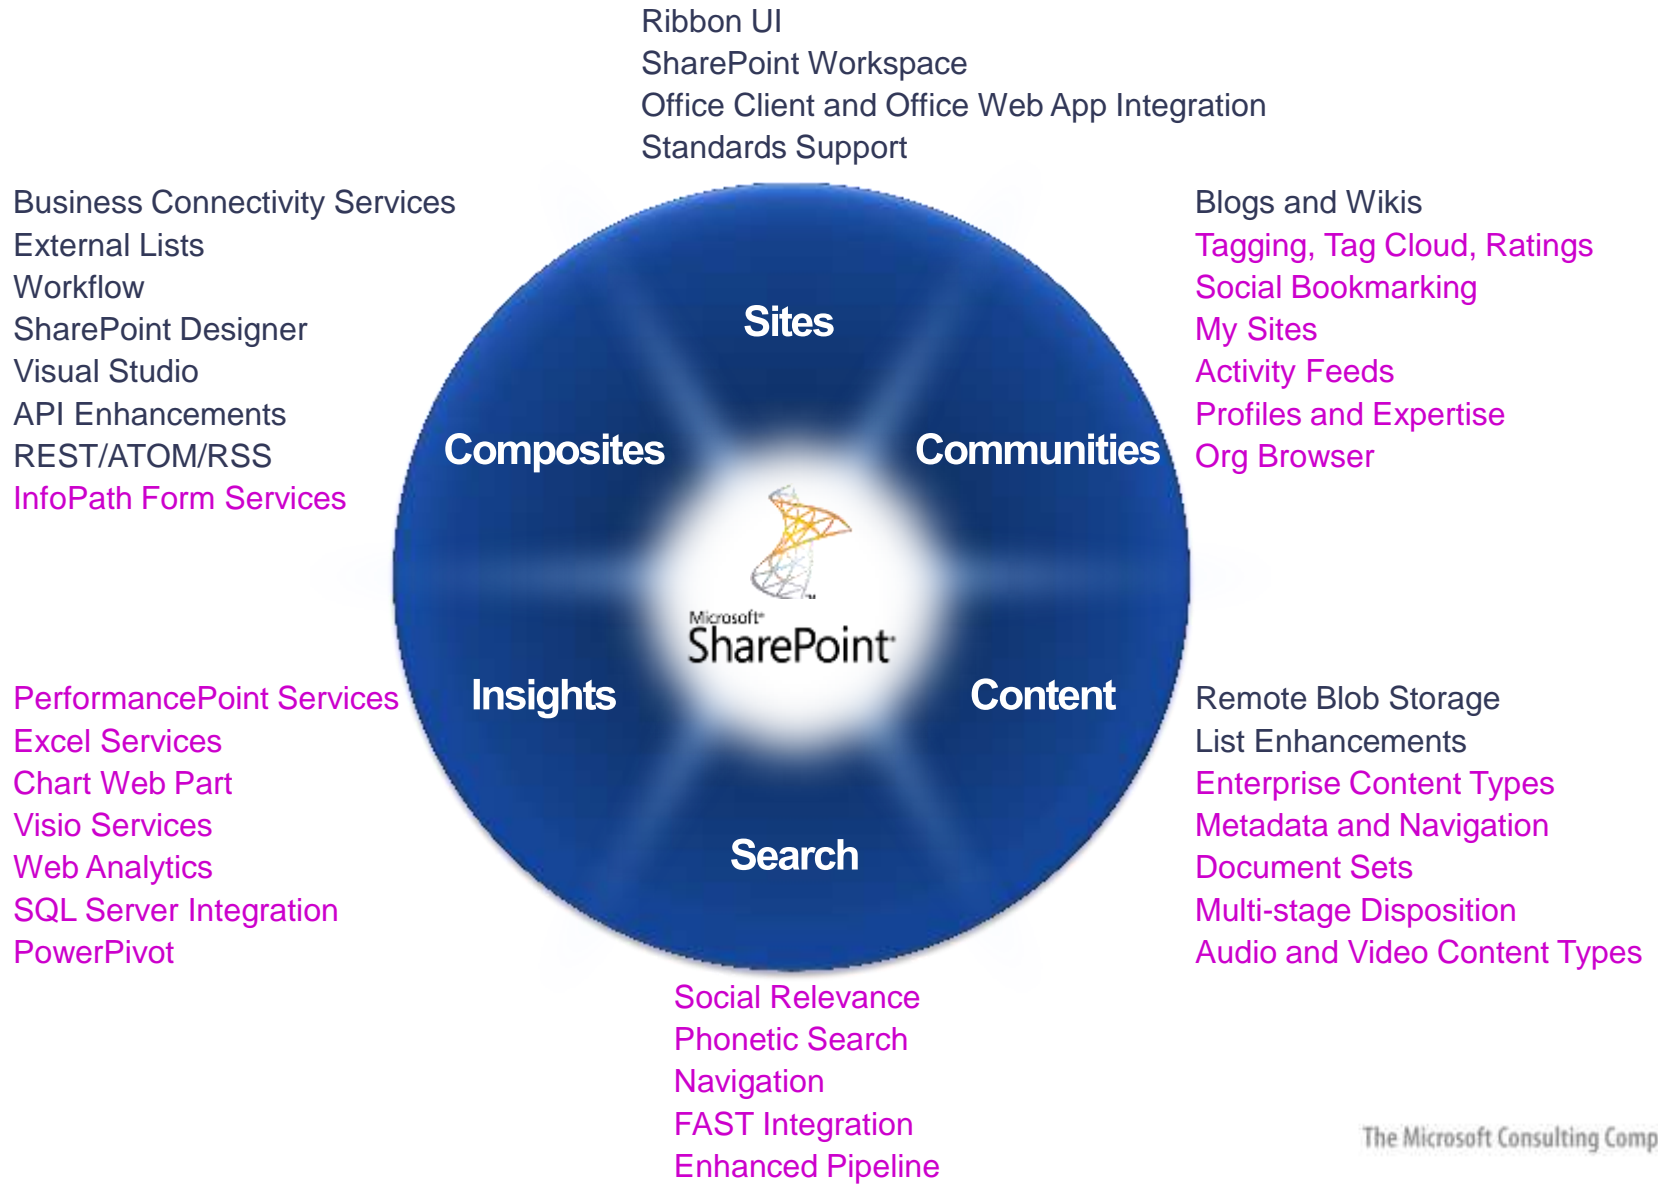 Ribbon UI
SharePoint Workspace
Office Client and Office Web App Integration
Standards Support
Business Connectivity Services
External Lists
Workflow
SharePoint Designer
Visual Studio
API Enhancements
REST/ATOM/RSS
InfoPath Form Services
Blogs and Wikis
Tagging, Tag Cloud, Ratings
Social Bookmarking
My Sites
Activity Feeds
Profiles and Expertise
Org Browser
Sites
Composites
Communities
TM
Microsoft®
SharePoint®
Insights
Content
Search
PerformancePoint Services
Excel Services
Chart Web Part
Visio Services
Web Analytics
SQL Server Integration
PowerPivot
Remote Blob Storage
List Enhancements
Enterprise Content Types
Metadata and Navigation
Document Sets
Multi-stage Disposition
Audio and Video Content Types
Social Relevance
Phonetic Search
Navigation
FAST Integration
Enhanced Pipeline
The Microsoft Consulting Comp